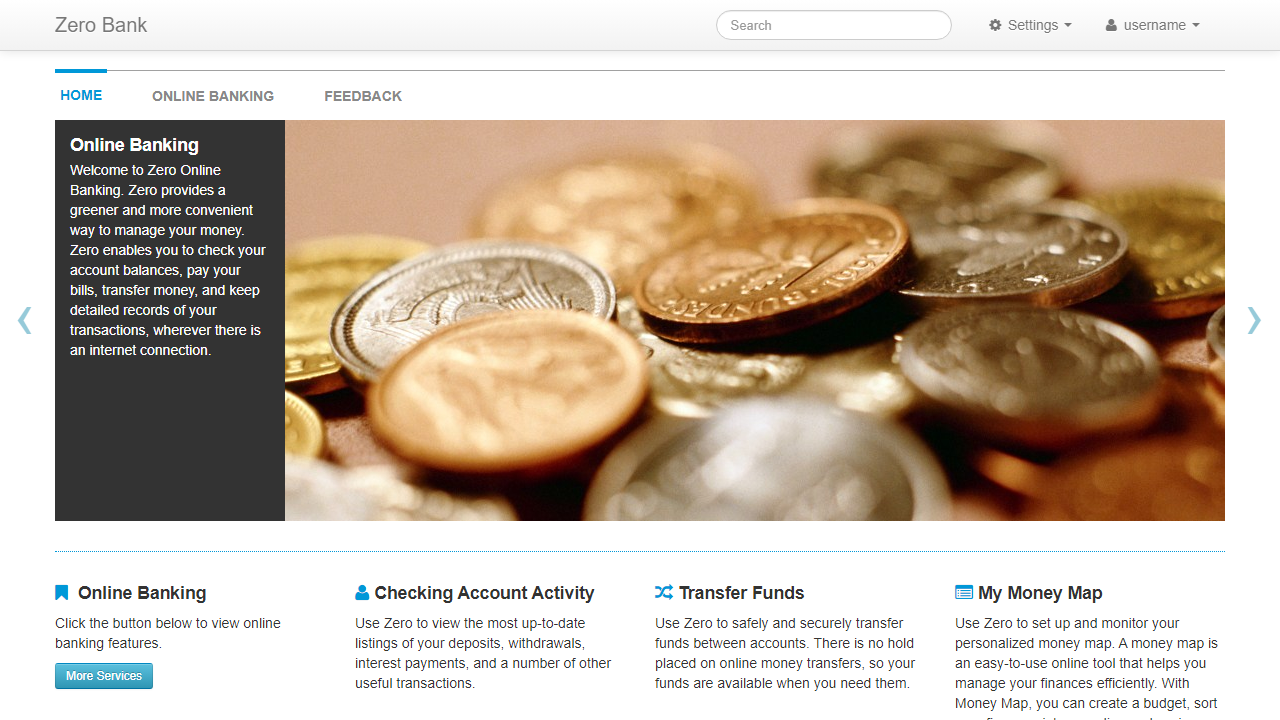 Zero Bank
Search
Settings
username
HOME
ONLINE BANKING
FEEDBACK
Online Banking
Welcome to Zero Online
Banking. Zero provides a
greener and more convenient
way to manage your money.
Zero enables you to check your
account balances, pay your
bills, transfer money, and keep
detailed records of your
transactions, wherever there is
an internet connection.
Online Banking
Click the button below to view online
banking features.
More Services
Checking Account Activity
Use Zero to view the most up-to-date
listings of your deposits, withdrawals,
interest payments, and a number of other
useful transactions.
Transfer Funds
Use Zero to safely and securely transfer
funds between accounts. There is no hold
placed on online money transfers, so your
funds are available when you need them.
My Money Map
Use Zero to set up and monitor your
personalized money map. A money map is
an easy-to-use online tool that helps you
manage your finances efficiently. With
Money Map, you can create a budget, sort